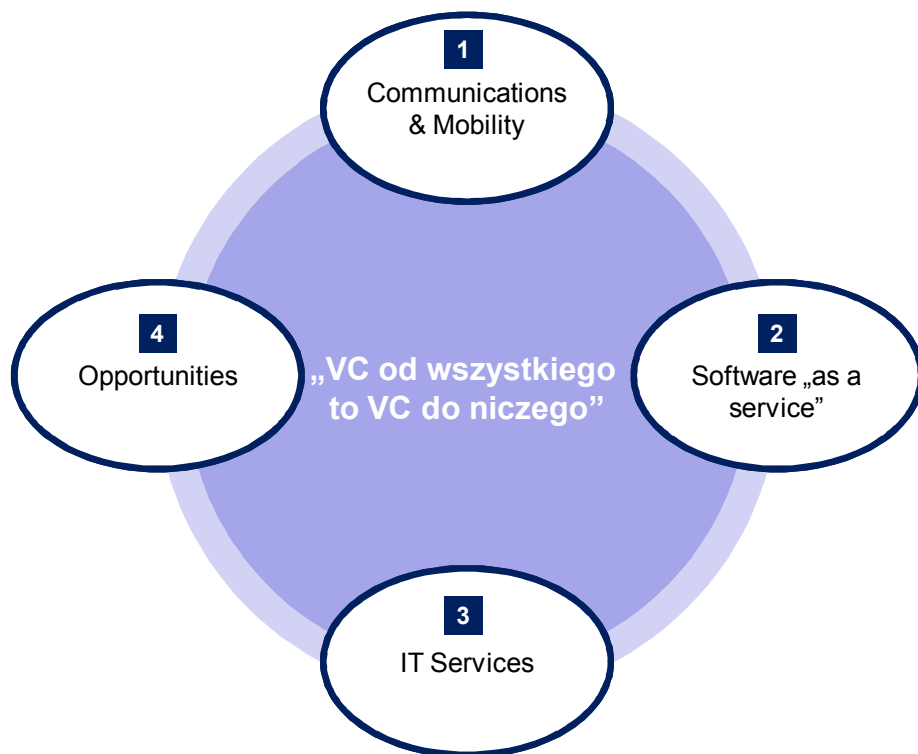 1
Communications
& Mobility
4
Opportunities
„VC od wszystkiego
to VC do niczego”
2
Software „as a
service”
3
IT Services